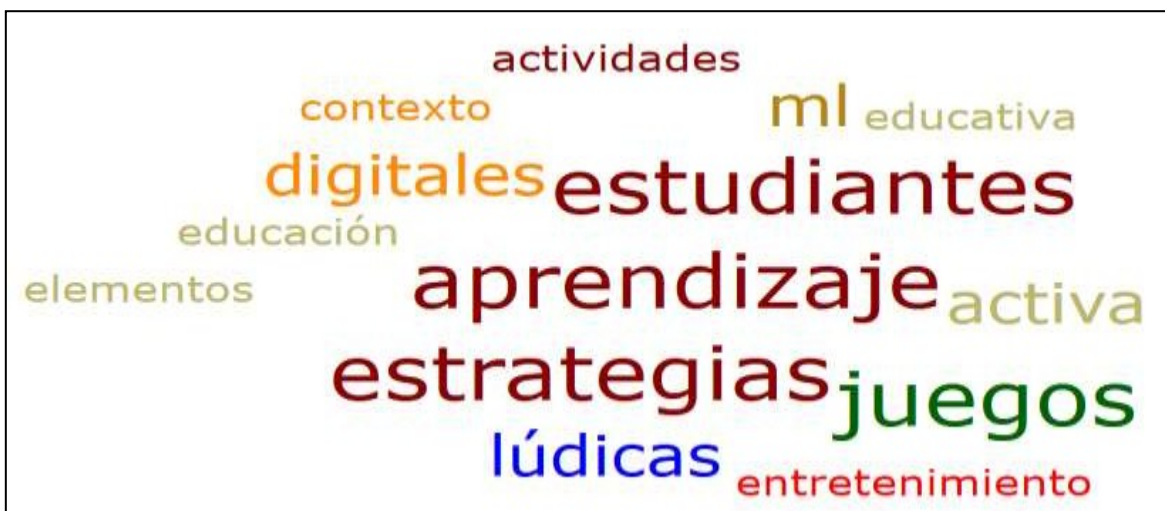 actividades
contexto ml educativa
digitales estudiantes
educación
elementos aprendizaje activa
estrategias juegos
lúdicas entretenimiento